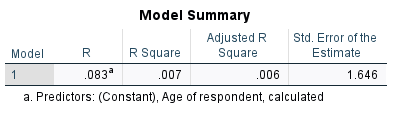 Model Summary
Model R R Square Adjusted R Square Std. Error of the Estimate
1 .083a .007 .006 1.646
a. Predictors: (Constant), Age of respondent, calculated